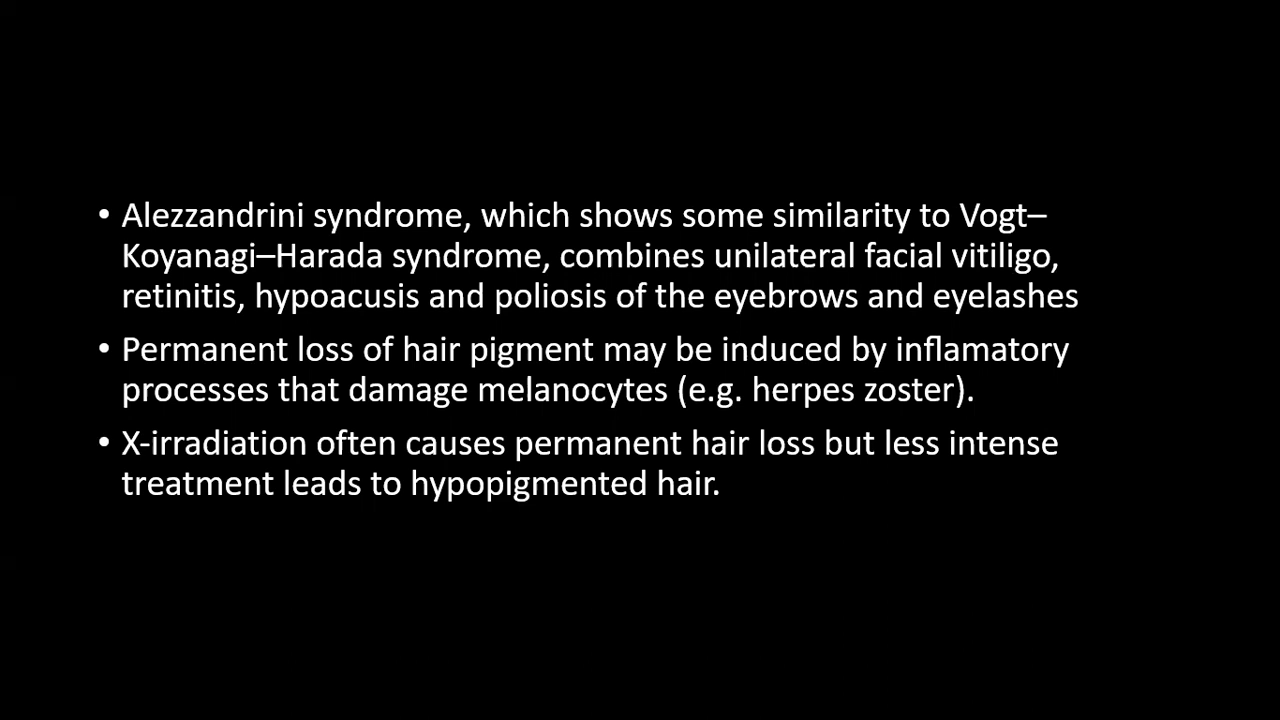 • Alezzandrini syndrome, which shows some similarity to Vogt–
Koyanagi–Harada syndrome, combines unilateral facial vitiligo,
retinitis, hypoacusis and poliosis of the eyebrows and eyelashes
• Permanent loss of hair pigment may be induced by inflamatory
processes that damage melanocytes (e.g. herpes zoster).
• X-irradiation often causes permanent hair loss but less intense
treatment leads to hypopigmented hair.